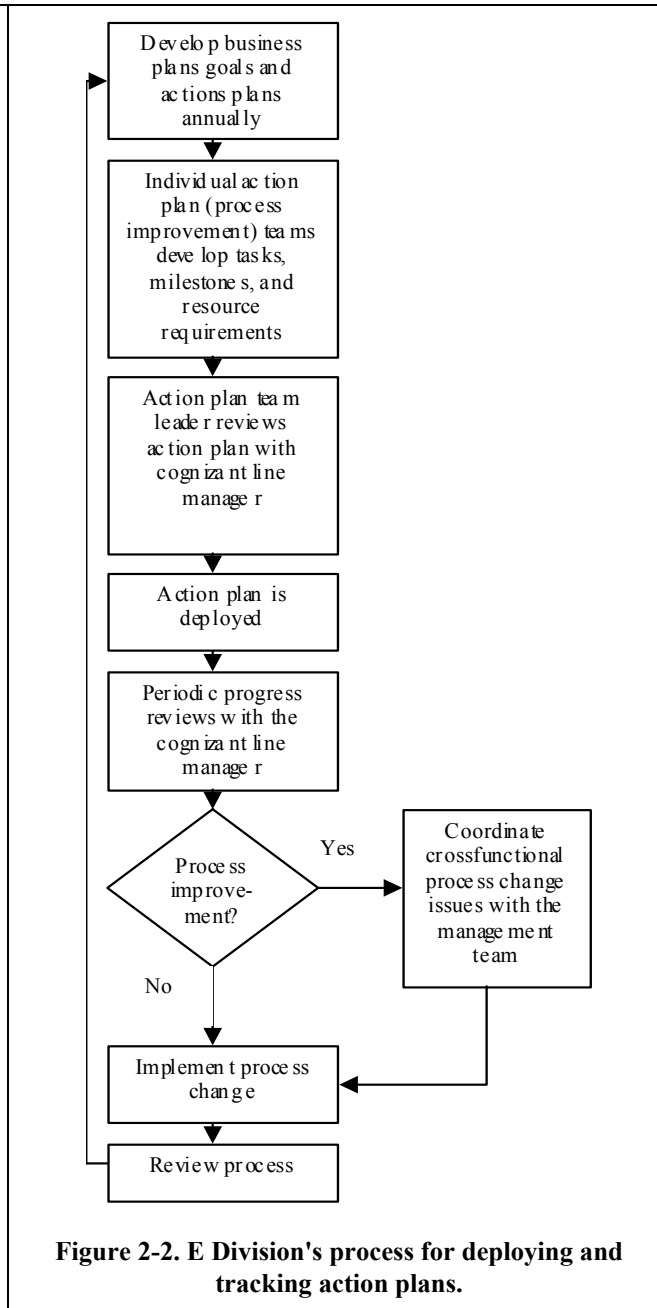 Develop business
plans goals and
actions plans
annually
Individual action
plan (process
improvement) teams
develop tasks,
milestones, and
resource
requirements
Action plan team
leader reviews
action plan with
cognizant line
manager
Action plan is
deployed
Periodic progress
reviews with the
cognizant line
manager
Process
improve-
ment?
Yes
Coordinate
crossfunctional
process change
issues with the
management
team
No
Implement process
change
Review process
Figure 2-2. E Division's process for deploying and
tracking action plans.